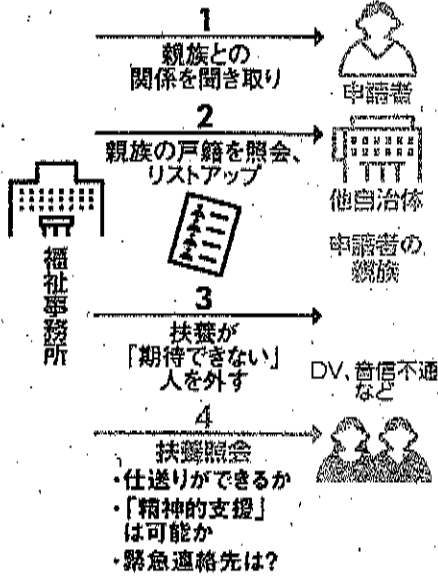 1
親族との
関係を聞き取り
申請者
2
親族の戸籍を照会、
リストアップ
他自治体
申請者の
親族
福祉事務所
3
扶養が
「期待できない」
人を外す
DV、音信不通
など
4
扶養照会
・仕送りができるか
・「精神的支援」
は可能か
・緊急連絡先は?